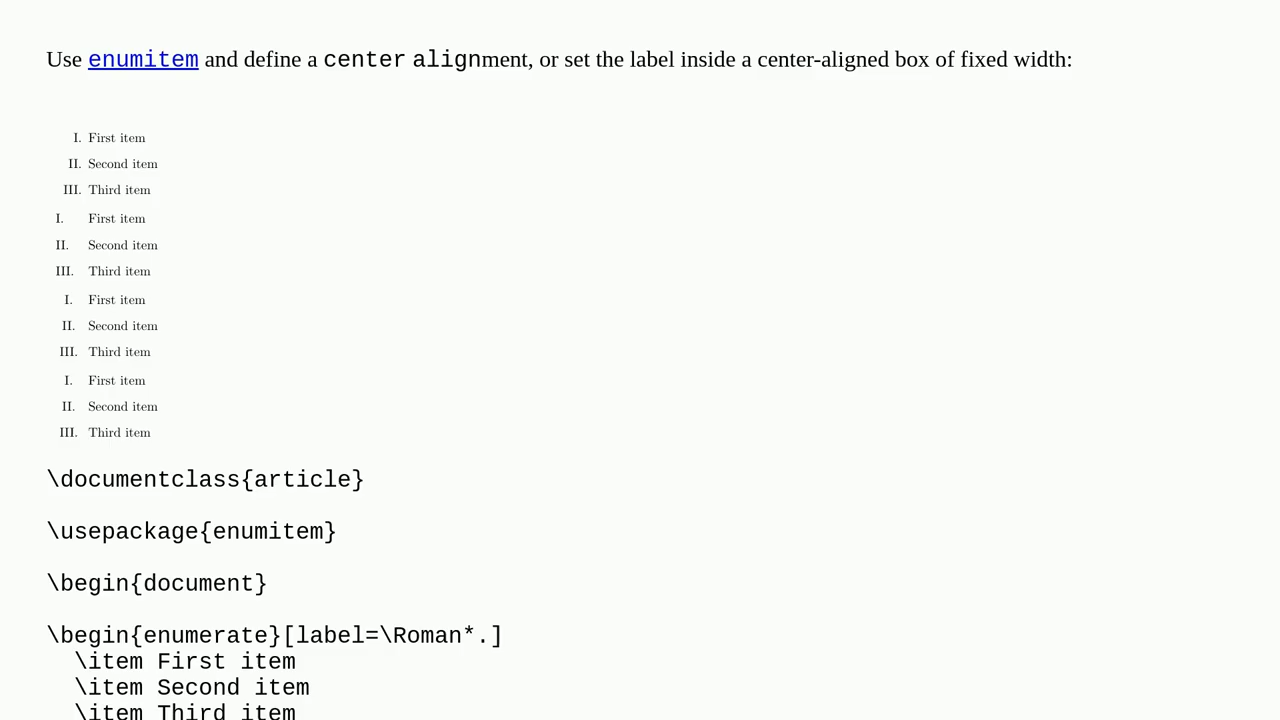 Use enumitem and define a center alignment, or set the label inside a center-aligned box of fixed width:
I. First item
II. Second item
III. Third item
I. First item
II. Second item
III. Third item
I. First item
II. Second item
III. Third item
I. First item
II. Second item
III. Third item
\documentclass{article}
\usepackage{enumitem}
\begin{document}
\begin{enumerate}[label=\Roman*.]
\item First item
\item Second item
\item Third item